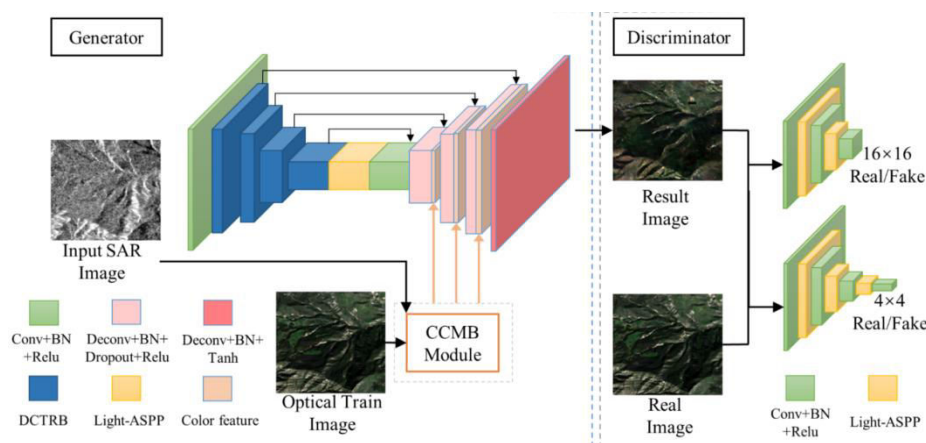 Generator
Discriminator
Input SAR
Image
Result
Image
16×16
Real/Fake
4×4
Real/Fake
CCMB
Module
Optical Train
Image
Real
Image
Conv+BN
+Relu
Deconv+BN+
Dropout+Relu
Deconv+BN+
Tanh
DCTRB
Light-ASPP
Color feature
Conv+BN
+Relu
Light-ASPP